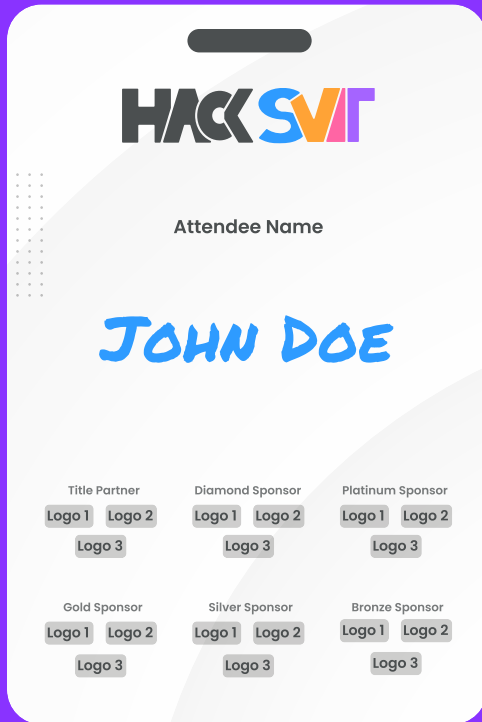 HACK SVIT
Attendee Name
John Doe
Title Partner
Logo 1 Logo 2
Logo 3
Diamond Sponsor
Logo 1 Logo 2
Logo 3
Platinum Sponsor
Logo 1 Logo 2
Logo 3
Gold Sponsor
Logo 1 Logo 2
Logo 3
Silver Sponsor
Logo 1 Logo 2
Logo 3
Bronze Sponsor
Logo 1 Logo 2
Logo 3